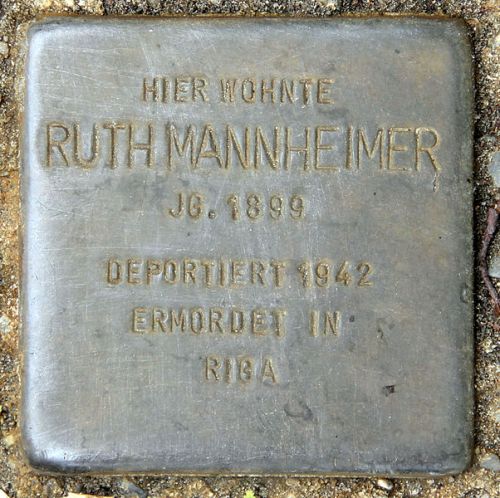 HIER WOHNTE
RUTH MANNHEIMER
JG. 1899
DEPORTIERT 1942
ERMORDET IN
RIGA